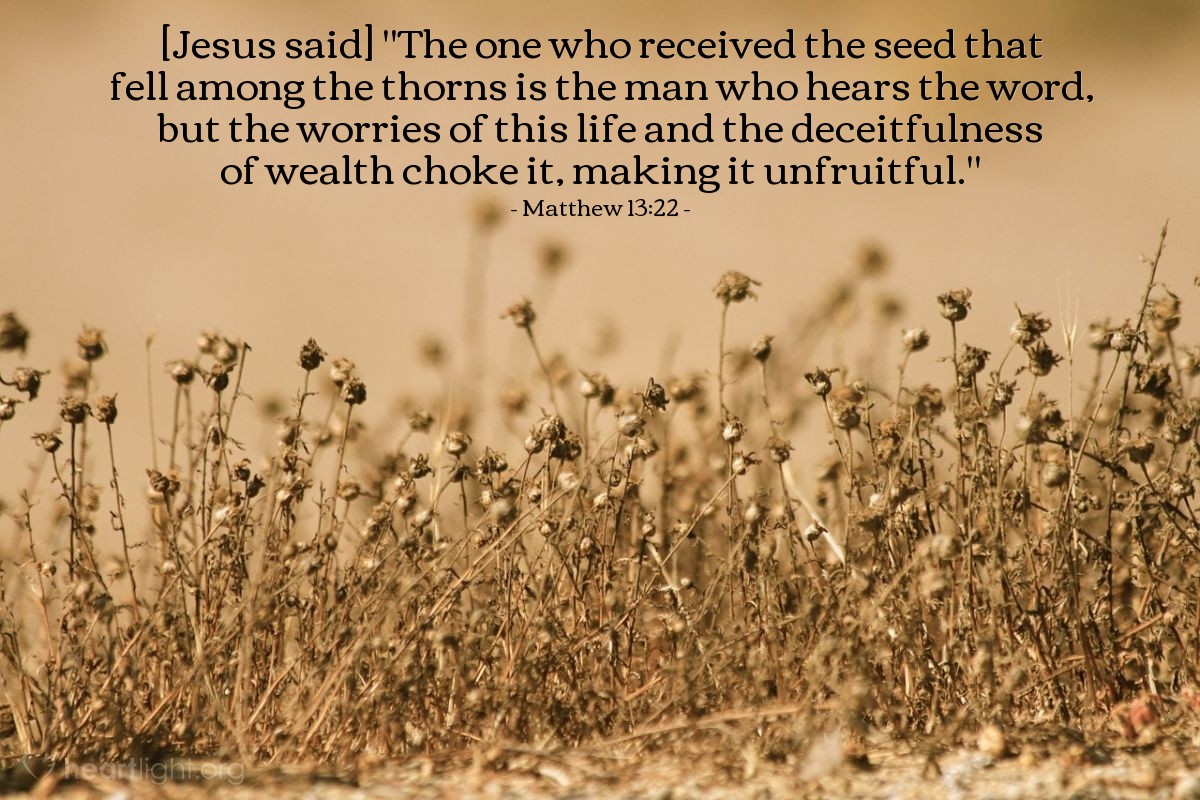 [Jesus said] "The one who received the seed that
fell among the thorns is the man who hears the word,
but the worries of this life and the deceitfulness
of wealth choke it, making it unfruitful."
- Matthew 13:22 -
heartlight.org